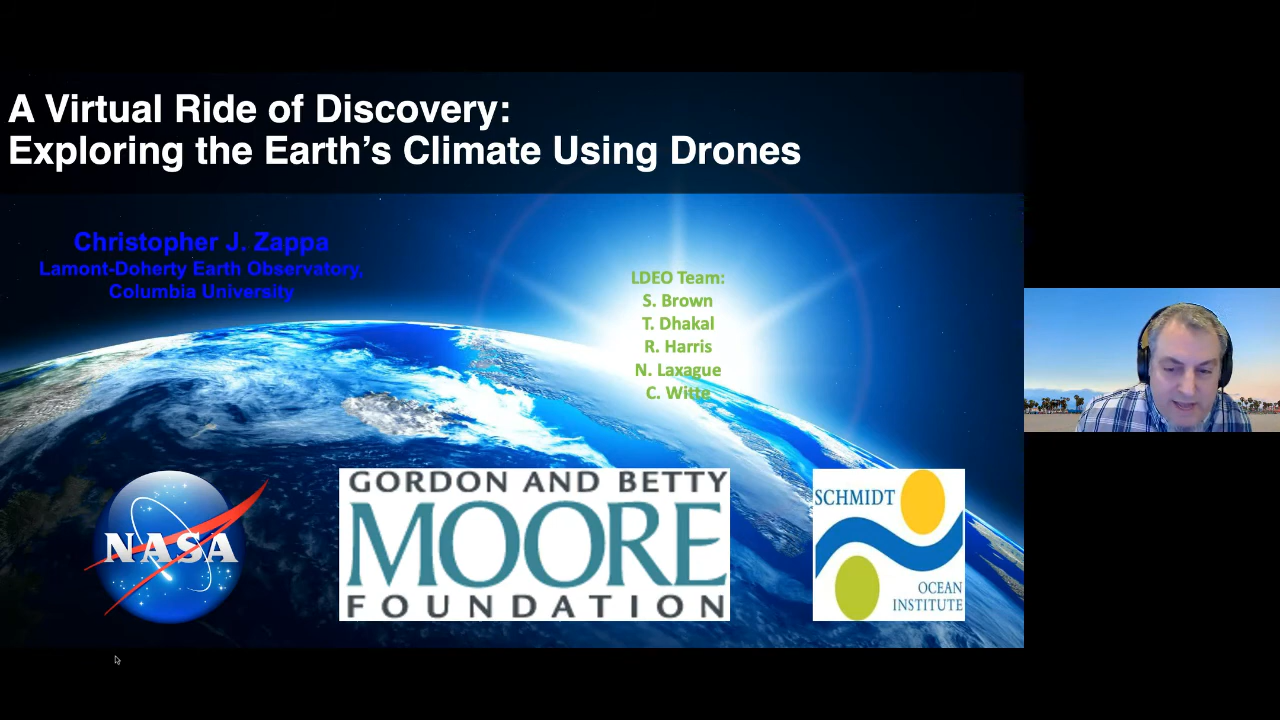 A Virtual Ride of Discovery:
Exploring the Earth's Climate Using Drones
Christopher J. Zappa
Lamont-Doherty Earth Observatory,
Columbia University
LDEO Team:
S. Brown
T. Dhakal
R. Harris
N. Laxague
C. Witte
NASA
GORDON AND BETTY
MOORE
FOUNDATION
SCHMIDT
OCEAN
INSTITUTE